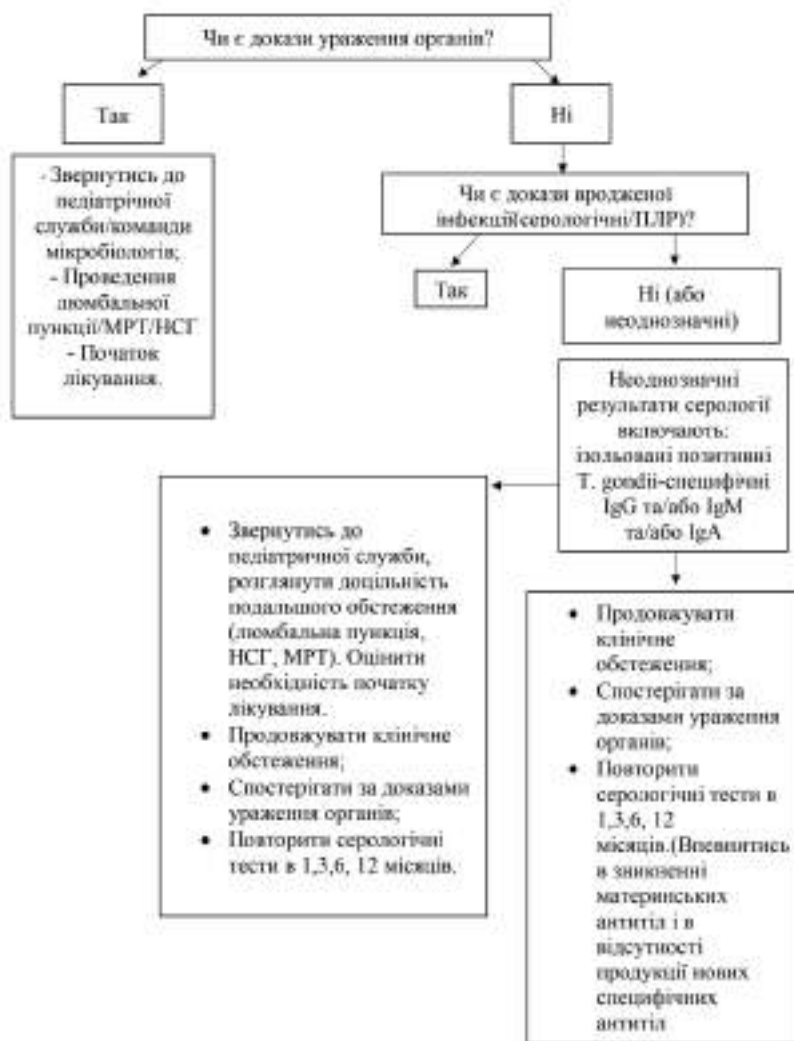 Чи є докази ураження органів?
Так
Ні
- Звернутись до
педіатрічної
служби/команди
мікробіологів;
- Проведення
люмбальної
пункції/МРТ/НСГ
- Початок
лікування.
Чи є докази вродженої
інфекції(серологічні/ПЛР)?
Так
Ні (або
неоднозначні)
Неоднозначні
результати серології
включають:
ізольовані позитивні
T. gondii-специфічні
IgG та/або IgM
та/або IgA
• Звернутись до
педіатричної служби,
розглянути доцільність
подальшого обстеження
(люмбальна пункція,
НСГ, МРТ). Оцінити
необхідність початку
лікування.
• Продовжувати клінічне
обстеження;
• Спостерігати за доказами
ураження органів;
• Повторити серологічні
тести в 1,3,6, 12 місяців.
• Продовжувати
клінічне
обстеження;
• Спостерігати за
доказами ураження
органів;
• Повторити
серологічні тести в
1,3,6, 12
місяців.(Впевнитись
в зникненні
материнських
антитіл і в
відсутності
продукції нових
специфічних
антитіл